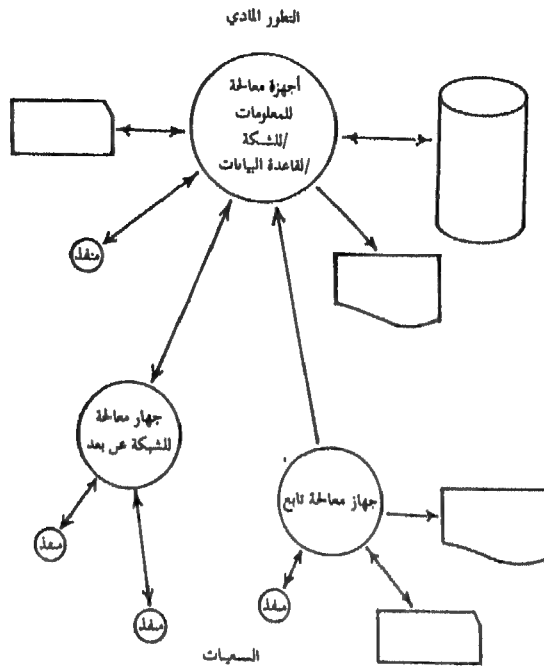 التطور المادي
أجهزة معالجة
للمعلومات
/للشبكة
/لقاعدة البيانات
منفذ
جهاز معالجة
للشبكة عن بعد
جهاز معالجة تابع
منفذ
منفذ
منفذ
السبعينات